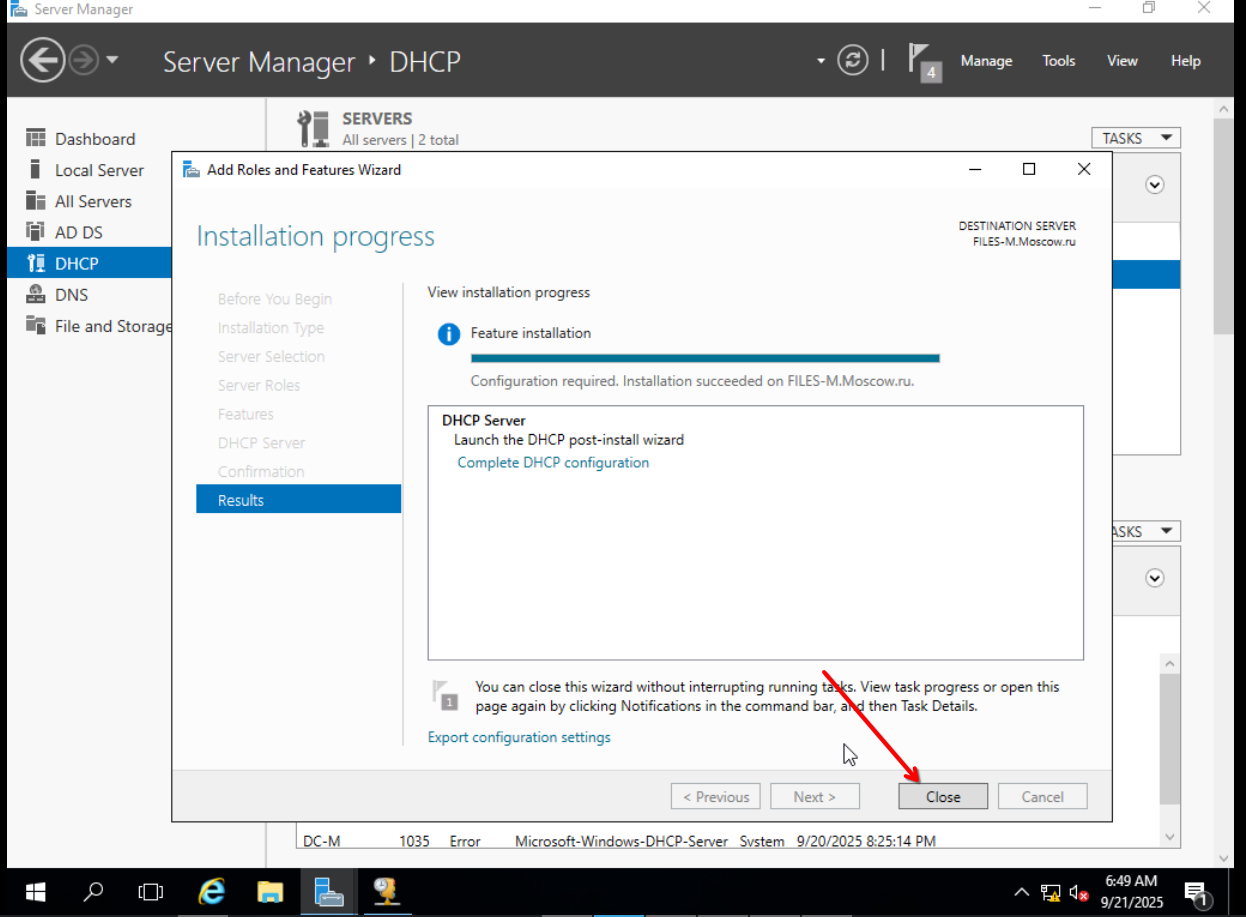 Server Manager
Server Manager ‣ DHCP
4
Manage
Tools
View
Help
Dashboard
Local Server
All Servers
AD DS
DHCP
DNS
File and Storage
SERVERS
All servers | 2 total
TASKS
Add Roles and Features Wizard
Installation progress
DESTINATION SERVER
FILES-M.Moscow.ru
Before You Begin
Installation Type
Server Selection
Server Roles
Features
DHCP Server
Confirmation
Results
View installation progress
Feature installation
Configuration required. Installation succeeded on FILES-M.Moscow.ru.
DHCP Server
Launch the DHCP post-install wizard
Complete DHCP configuration
1
You can close this wizard without interrupting running tasks. View task progress or open this
page again by clicking Notifications in the command bar, and then Task Details.
Export configuration settings
< Previous
Next >
Close
Cancel
ASKS
DC-M 1035 Error Microsoft-Windows-DHCP-Server System 9/20/2025 8:25:14 PM
6:49 AM
9/21/2025
1